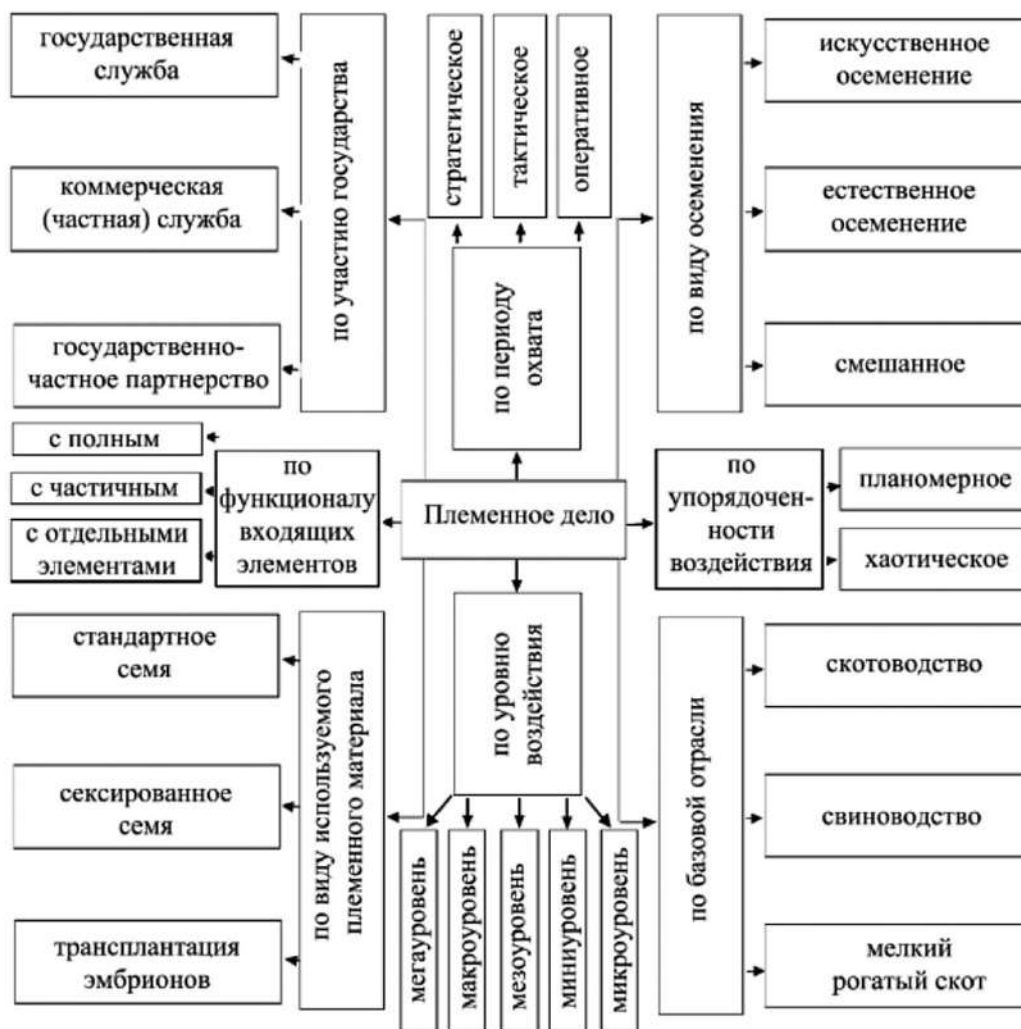 государственная
служба
коммерческая
(частная) служба
государственно-
частное партнерство
по участию государства
стратегическое
тактическое
оперативное
по периоду
охвата
по виду осеменения
искусственное
осеменение
естественное
осеменение
смешанное
с полным
с частичным
с отдельными
элементами
по
функционалу
входящих
элементов
Племенное дело
по
упорядочен-
ности
воздействия
планомерное
хаотическое
стандартное
семя
сексированное
семя
трансплантация
эмбрионов
по виду используемого
племенного материала
по уровню
воздействия
мегауровень
макроуровень
мезоуровень
миниуровень
микроуровень
по базовой отрасли
скотоводство
свиноводство
мелкий
рогатый скот